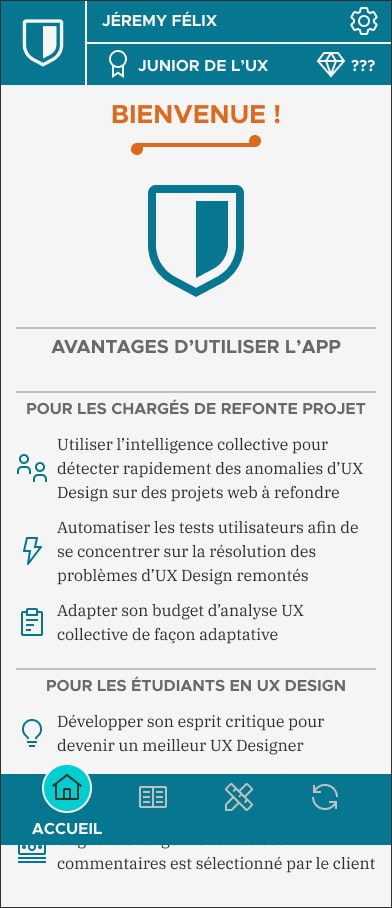 JÉREMY FÉLIX
JUNIOR DE L'UX
???
BIENVENUE !
AVANTAGES D'UTILISER L'APP
POUR LES CHARGÉS DE REFONTE PROJET
Utiliser l'intelligence collective pour
détecter rapidement des anomalies d'UX
Design sur des projets web à refondre
Automatiser les tests utilisateurs afin de
se concentrer sur la résolution des
problèmes d'UX Design remontés
Adapter son budget d'analyse UX
collective de façon adaptative
POUR LES ÉTUDIANTS EN UX DESIGN
Développer son esprit critique pour
devenir un meilleur UX Designer
ACCUEIL
commentaires est sélectionné par le client